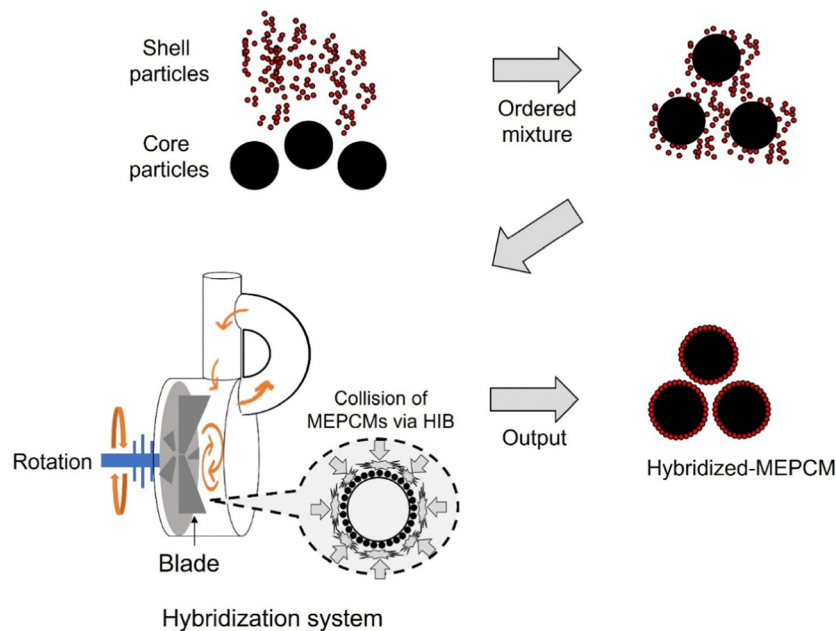 Shell
particles
Core
particles
Ordered
mixture
Collision of
MEPCMs via HIB
Rotation
Blade
Hybridization system
Output
Hybridized-MEPCM